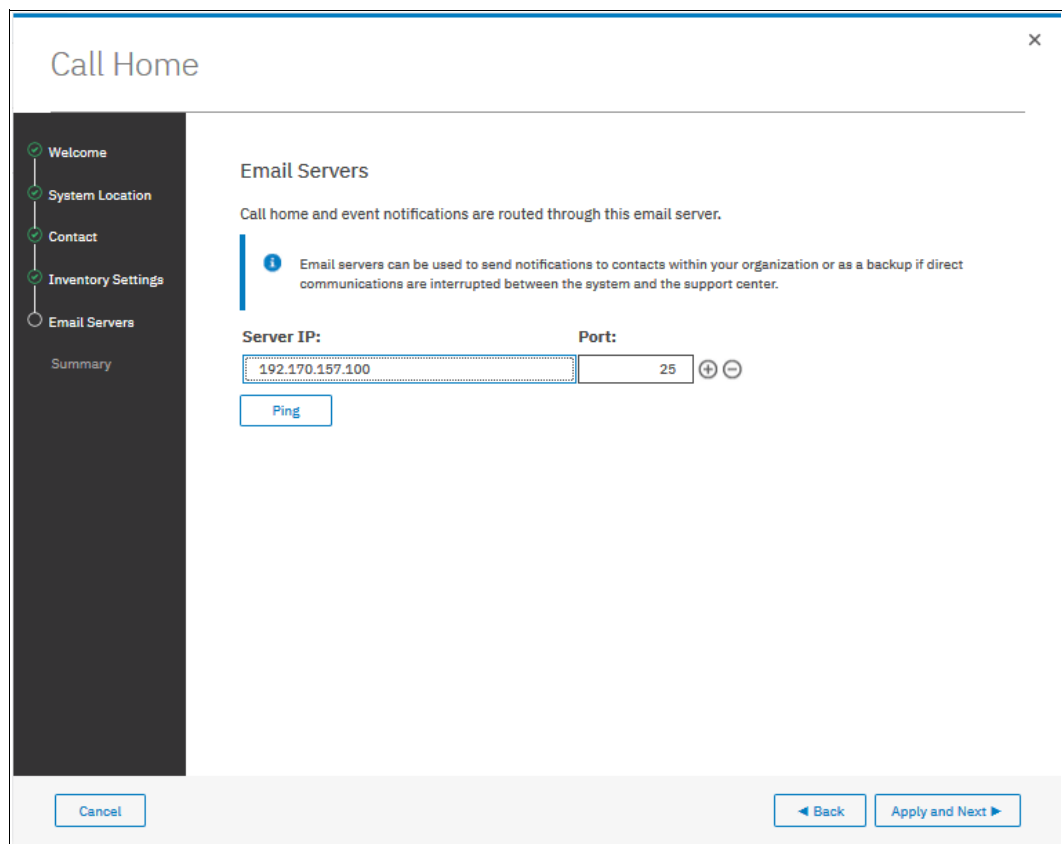 Call Home
Welcome
System Location
Contact
Inventory Settings
Email Servers
Summary
Email Servers
Call home and event notifications are routed through this email server.
Email servers can be used to send notifications to contacts within your organization or as a backup if direct
communications are interrupted between the system and the support center.
Server IP: Port:
192.170.157.100 25
Ping
Cancel Back Apply and Next